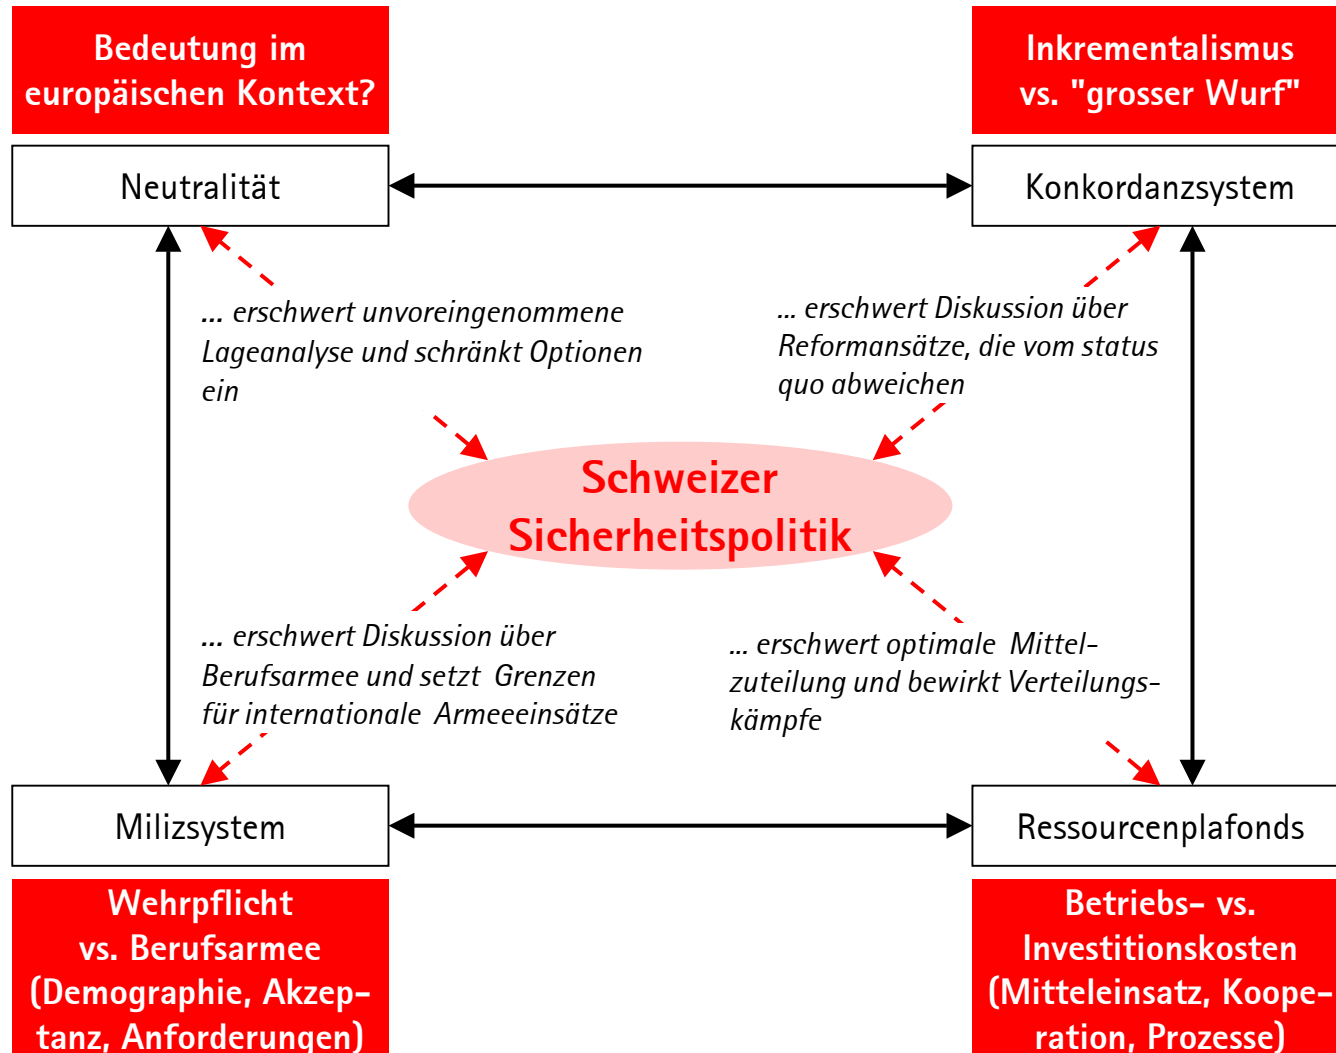 Bedeutung im
europäischen Kontext?
Inkrementalismus
vs. "grosser Wurf"
Neutralität
Konkordanzsystem
... erschwert unvoreingenommene
Lageanalyse und schränkt Optionen
ein
... erschwert Diskussion über
Reformansätze, die vom status
quo abweichen
Schweizer
Sicherheitspolitik
... erschwert Diskussion über
Berufsarmee und setzt Grenzen
für internationale Armeeeinsätze
... erschwert optimale Mittel-
zuteilung und bewirkt Verteilungs-
kämpfe
Milizsystem
Ressourcenplafonds
Wehrpflicht
vs. Berufsarmee
(Demographie, Akzep-
tanz, Anforderungen)
Betriebs- vs.
Investitionskosten
(Mitteleinsatz, Koope-
ration, Prozesse)